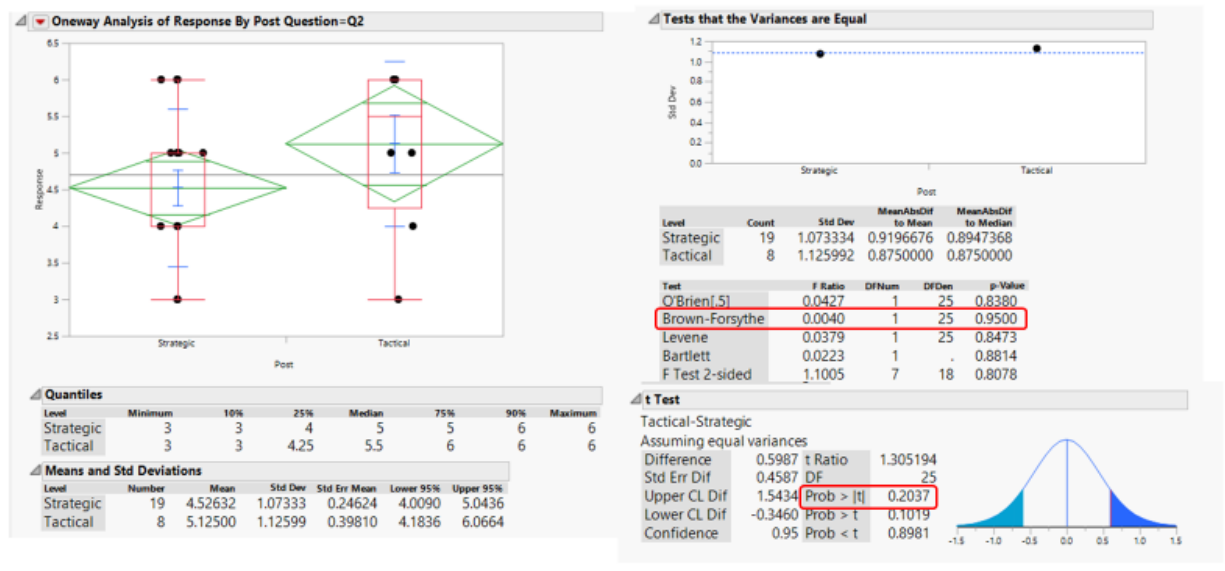 Oneway Analysis of Response By Post Question=Q2
6.5
6
5.5
5
4.5
4
3.5
3
2.5
Response
Strategic Tactical
Post
Quantiles
Level Minimum 10% 25% Median 75% 90% Maximum
Strategic 3 3 4 5 5 6 6
Tactical 3 3 4.25 5.5 6 6 6
Means and Std Deviations
Level Number Mean Std Dev Std Err Mean Lower 95% Upper 95%
Strategic 19 4.52632 1.07333 0.24624 4.0090 5.0436
Tactical 8 5.12500 1.12599 0.39810 4.1836 6.0664
Tests that the Variances are Equal
1.2
1.0
0.8
0.6
0.4
0.2
0.0
Std Dev
Strategic Tactical
Post
Level Count Std Dev MeanAbsDif to Mean MeanAbsDif to Median
Strategic 19 1.073334 0.9196676 0.8947368
Tactical 8 1.125992 0.8750000 0.8750000
Test F Ratio DFNum DFDen p-Value
O'Brien[.5] 0.0427 1 25 0.8380
Brown-Forsythe 0.0040 1 25 0.9500
Levene 0.0379 1 25 0.8473
Bartlett 0.0223 1 . 0.8814
F Test 2-sided 1.1005 7 18 0.8078
t Test
Tactical-Strategic
Assuming equal variances
Difference 0.5987 t Ratio 1.305194
Std Err Dif 0.4587 DF 25
Upper CL Dif 1.5434 Prob > |t| 0.2037
Lower CL Dif -0.3460 Prob > t 0.1019
Confidence 0.95 Prob < t 0.8981
-1.5 -1.0 -0.5 0.0 0.5 1.0 1.5